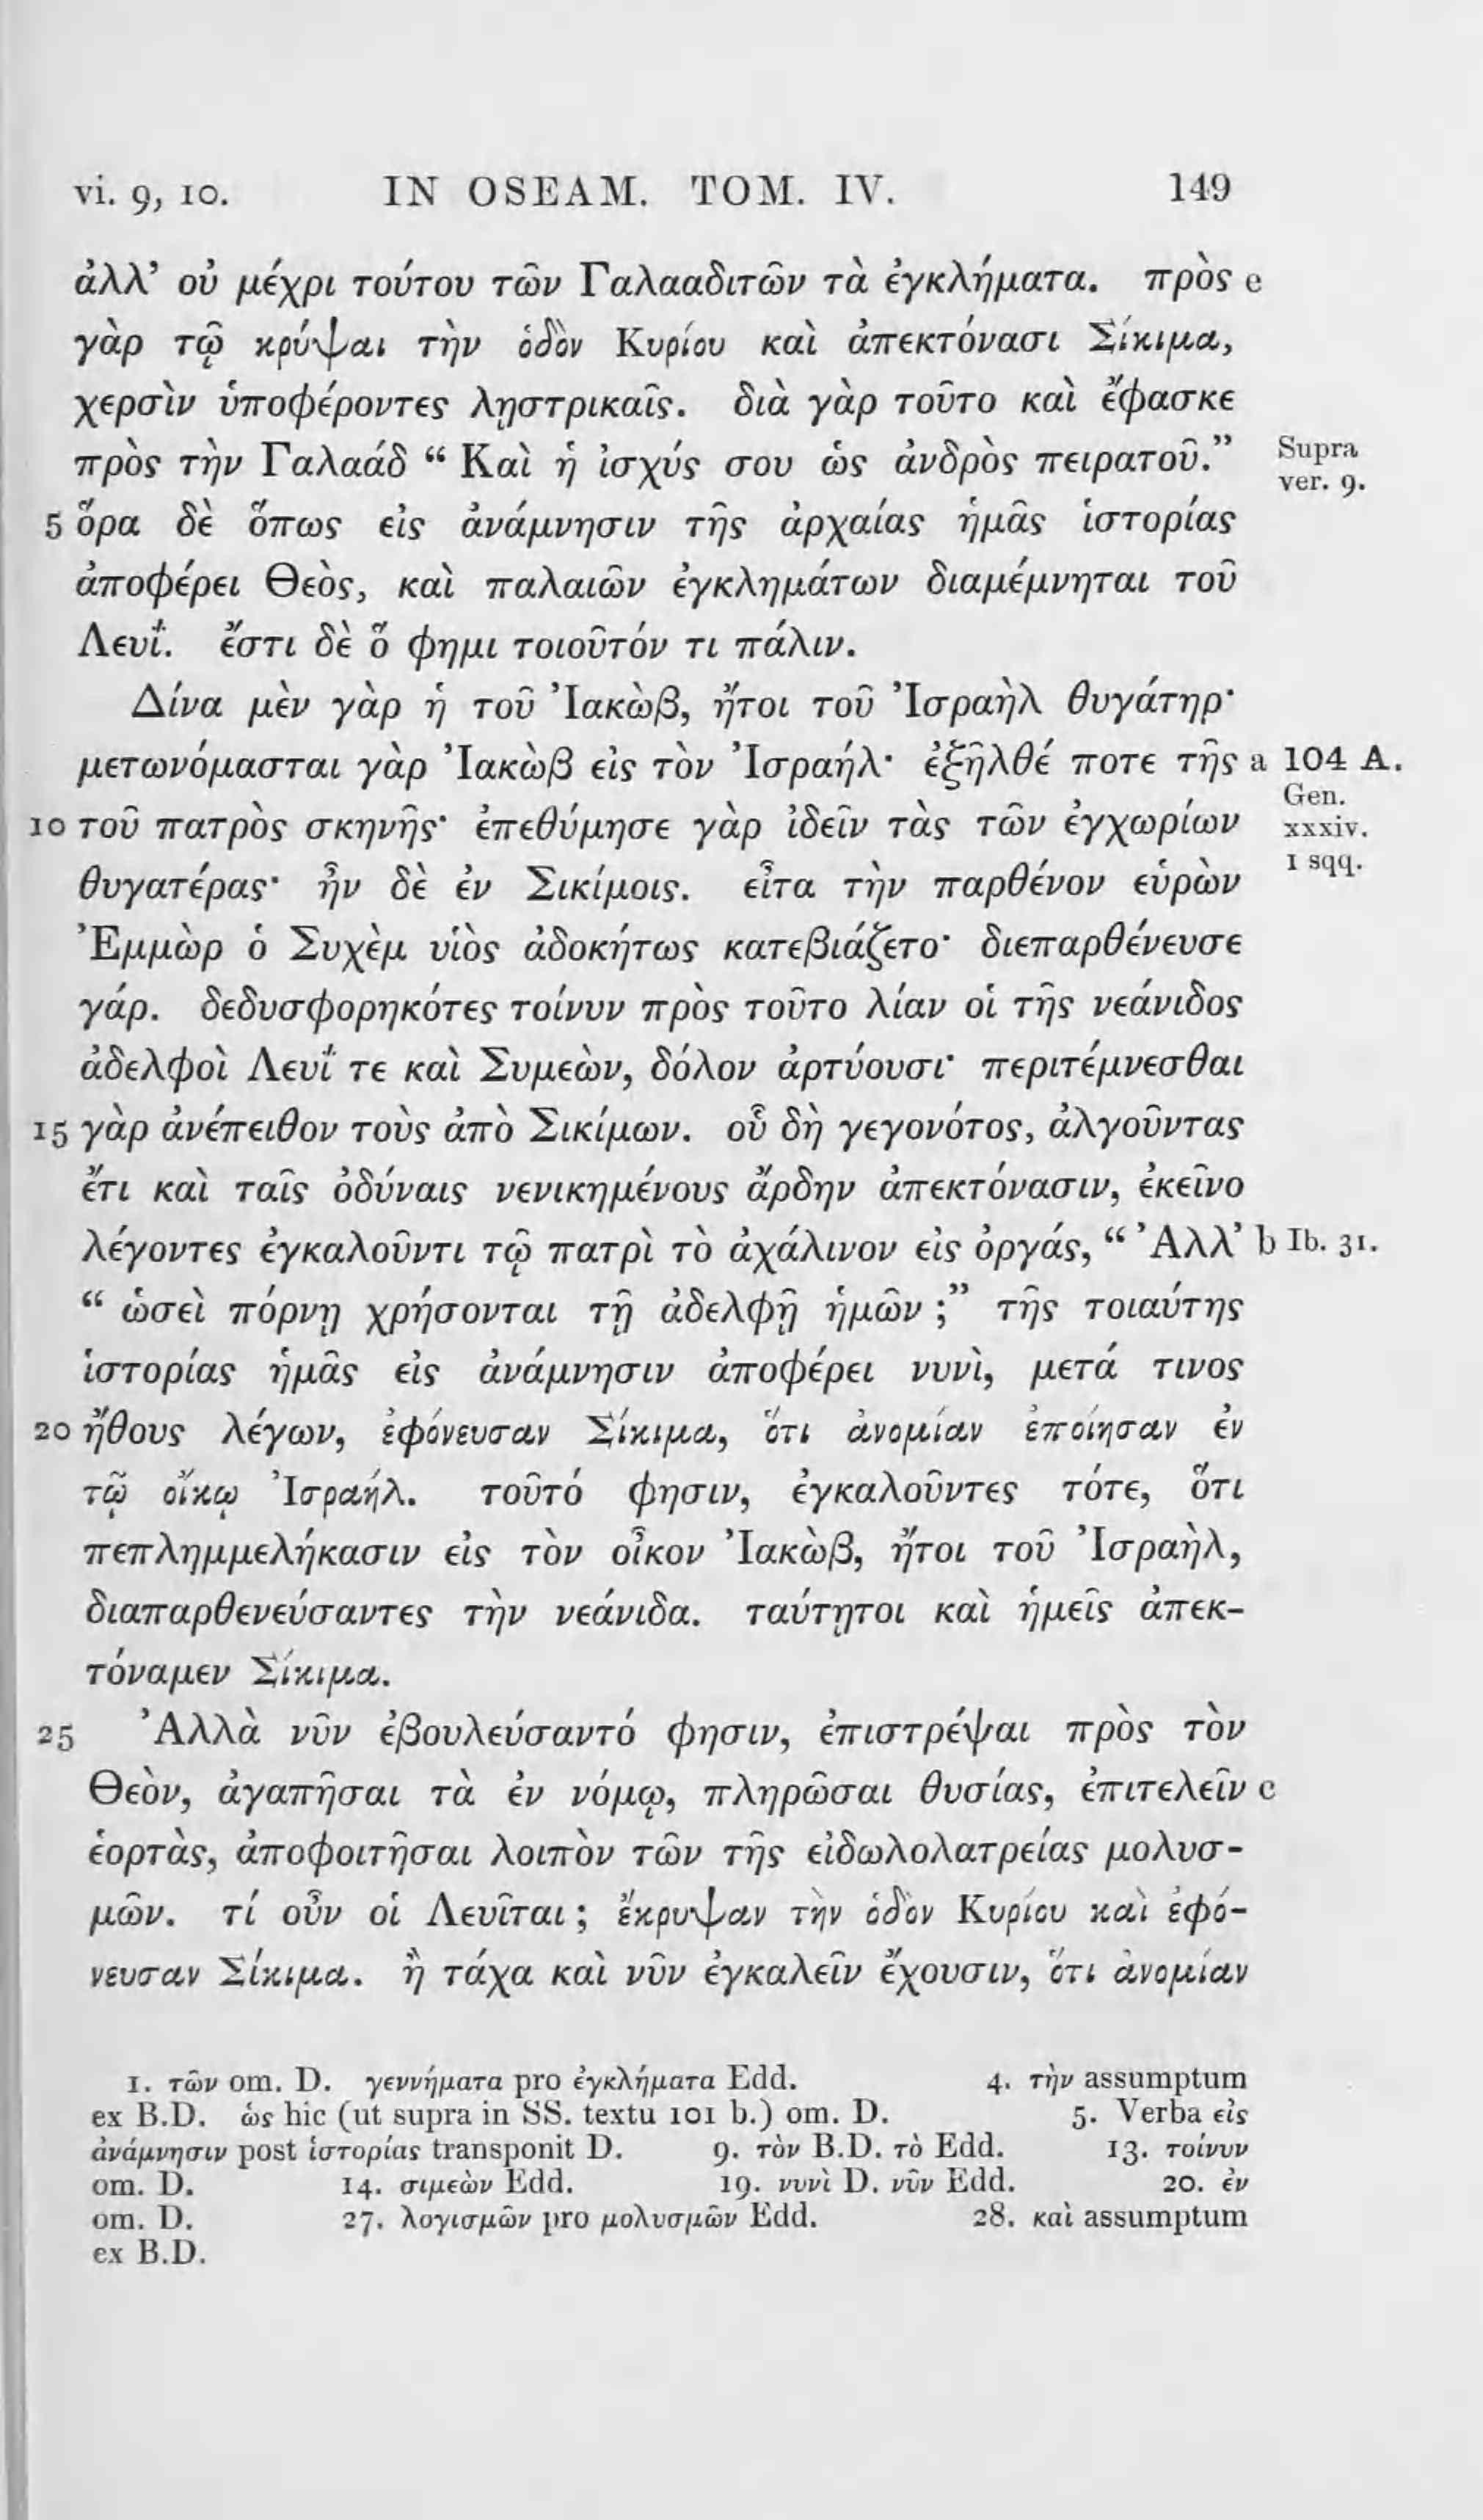 vi. 9, 10. IN OSEAM. TOM. IV. 149
ἀλλ’ οὐ μέχρι τούτου τῶν Γαλααδιτῶν τὰ ἐγκλήματα. πρὸς e
γὰρ τῷ κρύψαι τὴν ὁδὸν Κυρίου καὶ ἀπεκτόνασι Σίκιμα,
χερσὶν ὑποφέροντες λῃστρικαῖς. διὰ γὰρ τοῦτο καὶ ἔφασκε
πρὸς τὴν Γαλαάδ “ Καὶ ἡ ἰσχύς σου ὡς ἀνδρὸς πειρατοῦ.” Supra
ver. 9.
5 ὅρα δὲ ὅπως εἰς ἀνάμνησιν τῆς ἀρχαίας ἡμᾶς ἱστορίας
ἀποφέρει Θεὸς, καὶ παλαιῶν ἐγκλημάτων διαμέμνηται τοῦ
Λευΐ. ἔστι δὲ ὅ φημι τοιοῦτόν τι πάλιν.
Δίνα μὲν γὰρ ἡ τοῦ Ἰακὼβ, ἤτοι τοῦ Ἰσραὴλ θυγάτηρ·
μετωνόμασται γὰρ Ἰακὼβ εἰς τὸν Ἰσραήλ· ἐξῆλθέ ποτε τῆς a 104 A.
Gen.
10 τοῦ πατρὸς σκηνῆς· ἐπεθύμησε γὰρ ἰδεῖν τὰς τῶν ἐγχωρίων xxxiv.
1 sqq.
θυγατέρας· ἦν δὲ ἐν Σικίμοις. εἶτα τὴν παρθένον εὑρὼν
Ἐμμὼρ ὁ Συχὲμ υἱὸς ἀδοκήτως κατεβιάζετο· διεπαρθένευσε
γάρ. δεδυσφορηκότες τοίνυν πρὸς τοῦτο λίαν οἱ τῆς νεάνιδος
ἀδελφοὶ Λευΐ τε καὶ Συμεὼν, δόλον ἀρτύουσι· περιτέμνεσθαι
15 γὰρ ἀνέπειθον τοὺς ἀπὸ Σικίμων. οὗ δὴ γεγονότος, ἀλγοῦντας
ἔτι καὶ ταῖς ὀδύναις νενικημένους ἄρδην ἀπεκτόνασιν, ἐκεῖνο
λέγοντες ἐγκαλοῦντι τῷ πατρὶ τὸ ἀχάλινον εἰς ὀργάς, “ Ἀλλ’ b Ib. 31.
“ ὡσεὶ πόρνῃ χρήσονται τῇ ἀδελφῇ ἡμῶν ;” τῆς τοιαύτης
ἱστορίας ἡμᾶς εἰς ἀνάμνησιν ἀποφέρει νυνὶ, μετά τινος
20 ἤθους λέγων, ἐφόνευσαν Σίκιμα, ὅτι ἀνομίαν ἐποίησαν ἐν
τῷ οἴκῳ Ἰσραήλ. τοῦτό φησιν, ἐγκαλοῦντες τότε, ὅτι
πεπλημμελήκασιν εἰς τὸν οἶκον Ἰακὼβ, ἤτοι τοῦ Ἰσραὴλ,
διαπαρθενεύσαντες τὴν νεάνιδα. ταύτῃτοι καὶ ἡμεῖς ἀπεκ-
τόναμεν Σίκιμα.
25 Ἀλλὰ νῦν ἐβουλεύσαντό φησιν, ἐπιστρέψαι πρὸς τὸν
Θεὸν, ἀγαπῆσαι τὰ ἐν νόμῳ, πληρῶσαι θυσίας, ἐπιτελεῖν c
ἑορτὰς, ἀποφοιτῆσαι λοιπὸν τῶν τῆς εἰδωλολατρείας μολυσ-
μῶν. τί οὖν οἱ Λευῖται ; ἔκρυψαν τὴν ὁδὸν Κυρίου καὶ ἐφό-
νευσαν Σίκιμα. ἢ τάχα καὶ νῦν ἐγκαλεῖν ἔχουσιν, ὅτι ἀνομίαν
1. τῶν om. D. γεννήματα pro ἐγκλήματα Edd. 4. τὴν assumptum
ex B.D. ὡς hic (ut supra in SS. textu 101 b.) om. D. 5. Verba εἰς
ἀνάμνησιν post ἱστορίας transponit D. 9. τὸν B.D. τὸ Edd. 13. τοίνυν
om. D. 14. σιμεὼν Edd. 19. νυνὶ D. νῦν Edd. 20. ἐν
om. D. 27. λογισμῶν pro μολυσμῶν Edd. 28. καὶ assumptum
ex B.D.